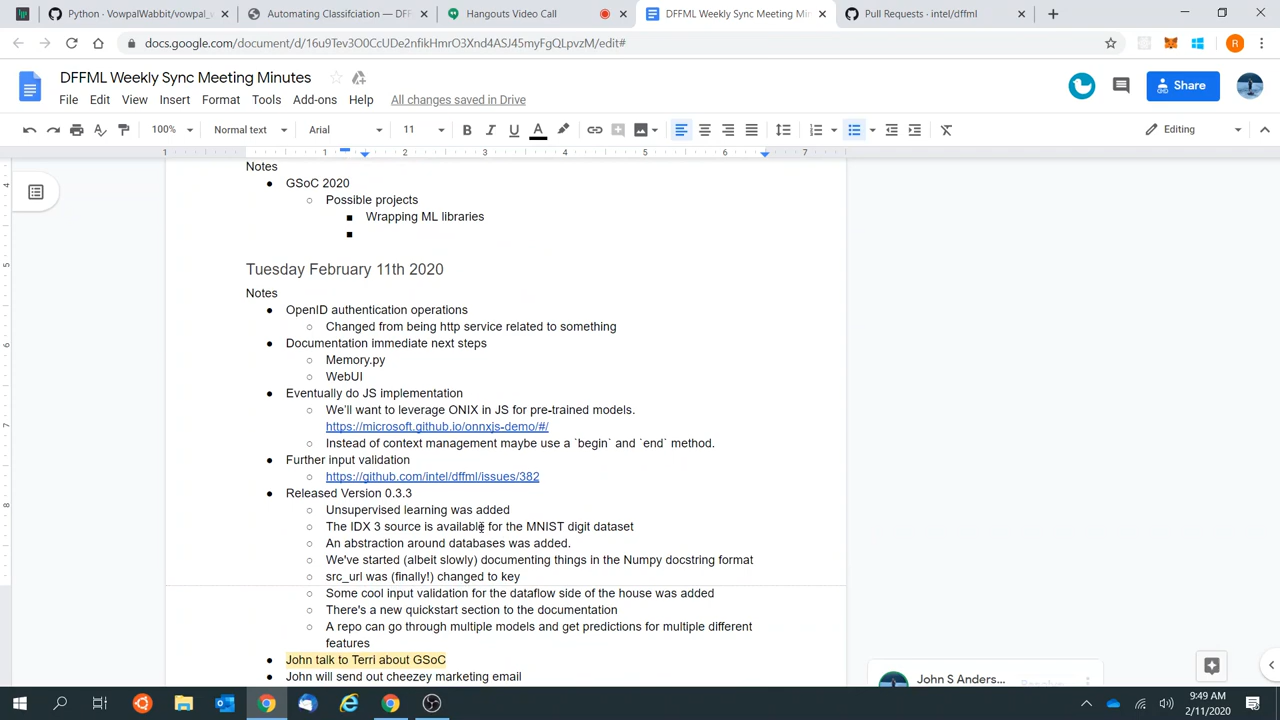 Python · VowpalWabbit/vowpal_
Automating Classifciation — DFF
Hangouts Video Call
DFFML Weekly Sync Meeting Min
Pull Requests · intel/dffml
docs.google.com/document/d/16u9Tev3O0CcUDe2nfikHmrO3Xnd4ASJ45myFgQLpvzM/edit#
R
DFFML Weekly Sync Meeting Minutes
File Edit View Insert Format Tools Add-ons Help All changes saved in Drive
Share
100% Normal text Arial 11 B I U A Editing
1 1 2 3 4 5 6 7
Notes
GSoC 2020
Possible projects
Wrapping ML libraries
Tuesday February 11th 2020
Notes
OpenID authentication operations
Changed from being http service related to something
Documentation immediate next steps
Memory.py
WebUI
Eventually do JS implementation
We'll want to leverage ONIX in JS for pre-trained models.
https://microsoft.github.io/onnxjs-demo/#/
Instead of context management maybe use a `begin` and `end` method.
Further input validation
https://github.com/intel/dffml/issues/382
Released Version 0.3.3
Unsupervised learning was added
The IDX 3 source is available for the MNIST digit dataset
An abstraction around databases was added.
We've started (albeit slowly) documenting things in the Numpy docstring format
src_url was (finally!) changed to key
Some cool input validation for the dataflow side of the house was added
There's a new quickstart section to the documentation
A repo can go through multiple models and get predictions for multiple different
features
John talk to Terri about GSoC
John will send out cheezey marketing email
John S Anders...
9:49 AM
2/11/2020